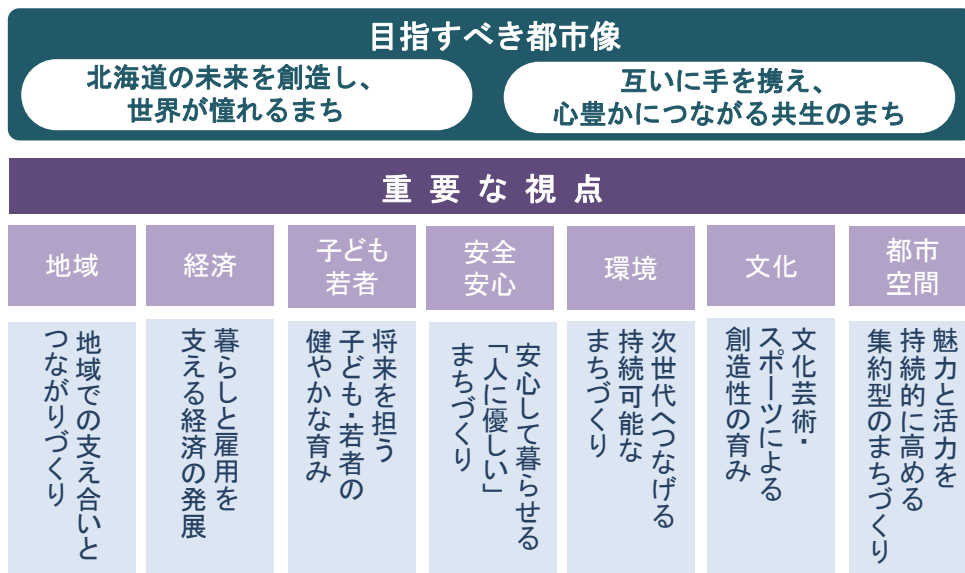 目指すべき都市像
北海道の未来を創造し、
世界が憧れるまち
互いに手を携え、
心豊かにつながる共生のまち
重要な視点
地域
経済
子ども
若者
安全
安心
環境
文化
都市
空間
地域での支え合いと
つながりづくり
暮らしと雇用を
支える経済の発展
将来を担う
子ども・若者の
健やかな育み
安心して暮らせる
「人に優しい」
まちづくり
次世代へつなげる
持続可能な
まちづくり
文化芸術・
スポーツによる
創造性の育み
魅力と活力を
持続的に高める
集約型のまちづくり